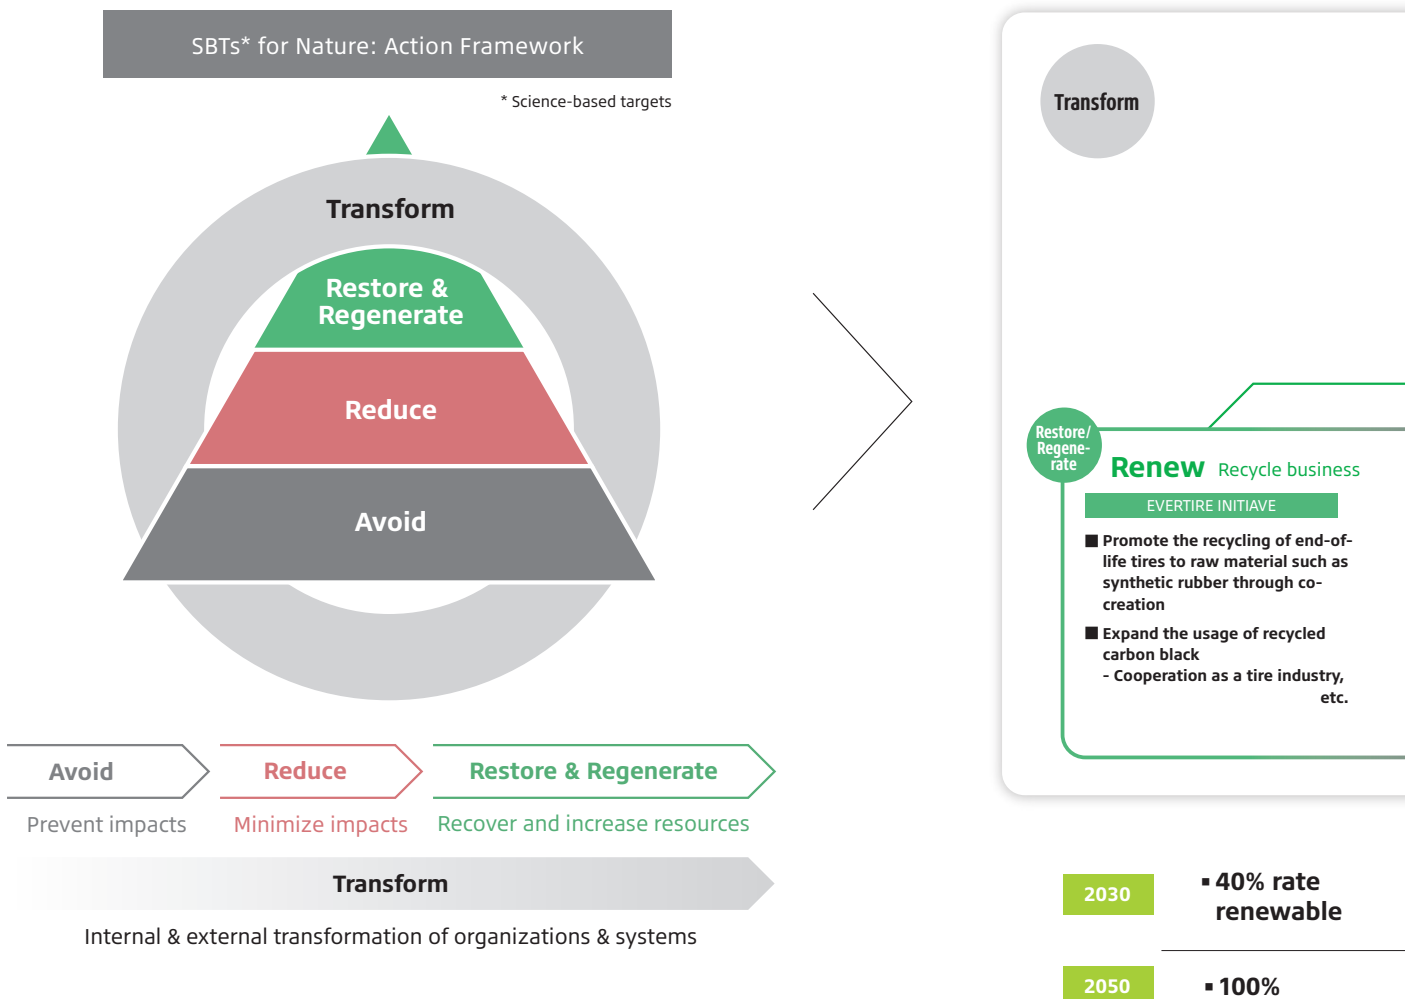 SBTs* for Nature: Action Framework
* Science-based targets
Transform
Restore &
Regenerate
Reduce
Avoid
Avoid
Reduce
Restore & Regenerate
Prevent impacts
Minimize impacts
Recover and increase resources
Transform
Internal & external transformation of organizations & systems
Transform
Restore/
Regene-
rate
Renew Recycle business
EVERTIRE INITIAVE
■ Promote the recycling of end-of-
life tires to raw material such as
synthetic rubber through co-
creation
■ Expand the usage of recycled
carbon black
- Cooperation as a tire industry,
etc.
2030
▪ 40% rate
renewable
2050
▪ 100%